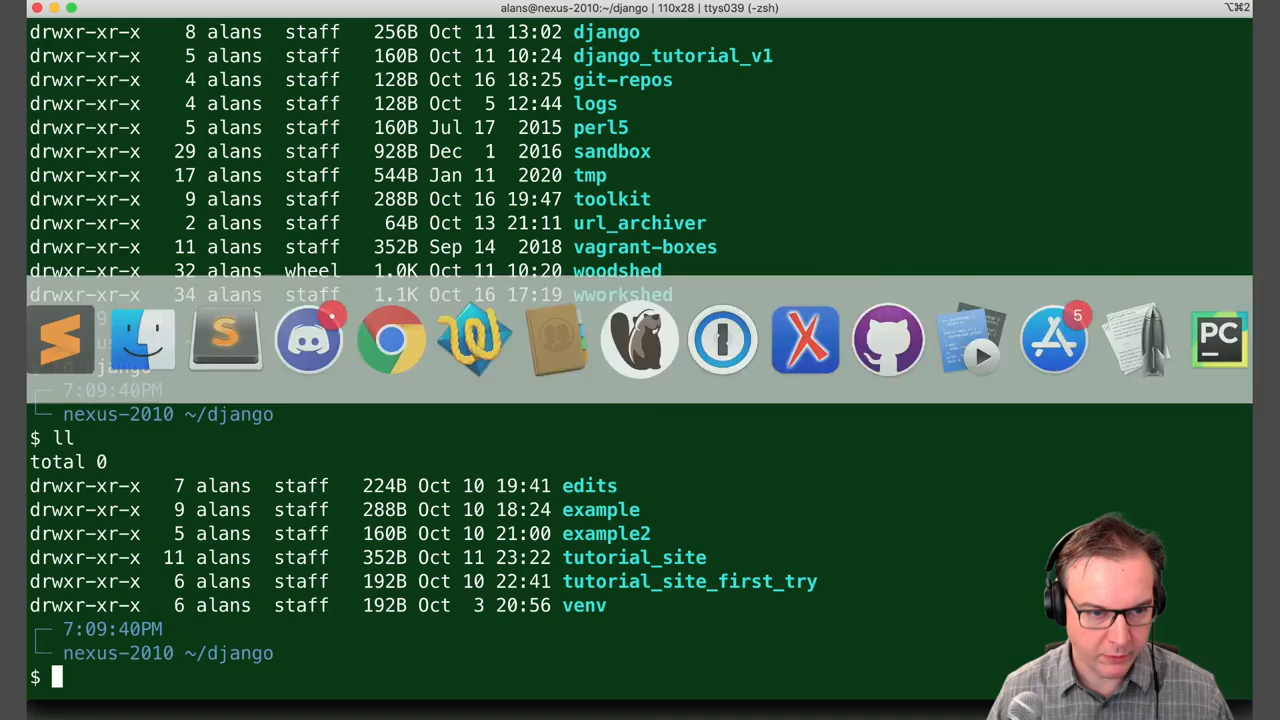 alans@nexus-2010:~/django | 110x28 | ttys039 (-zsh)
⌥⌘2
drwxr-xr-x 8 alans staff 256B Oct 11 13:02 django
drwxr-xr-x 5 alans staff 160B Oct 11 10:24 django_tutorial_v1
drwxr-xr-x 4 alans staff 128B Oct 16 18:25 git-repos
drwxr-xr-x 4 alans staff 128B Oct 5 12:44 logs
drwxr-xr-x 5 alans staff 160B Jul 17 2015 perl5
drwxr-xr-x 29 alans staff 928B Dec 1 2016 sandbox
drwxr-xr-x 17 alans staff 544B Jan 11 2020 tmp
drwxr-xr-x 9 alans staff 288B Oct 16 19:47 toolkit
drwxr-xr-x 2 alans staff 64B Oct 13 21:11 url_archiver
drwxr-xr-x 11 alans staff 352B Sep 14 2018 vagrant-boxes
drwxr-xr-x 32 alans wheel 1.0K Oct 11 10:20 woodshed
drwxr-xr-x 34 alans staff 1.1K Oct 16 17:19 wworkshed
S
5
PC
7:09:40PM
nexus-2010 ~/django
$ ll
total 0
drwxr-xr-x 7 alans staff 224B Oct 10 19:41 edits
drwxr-xr-x 9 alans staff 288B Oct 10 18:24 example
drwxr-xr-x 5 alans staff 160B Oct 10 21:00 example2
drwxr-xr-x 11 alans staff 352B Oct 11 23:22 tutorial_site
drwxr-xr-x 6 alans staff 192B Oct 10 22:41 tutorial_site_first_try
drwxr-xr-x 6 alans staff 192B Oct 3 20:56 venv
7:09:40PM
nexus-2010 ~/django
$